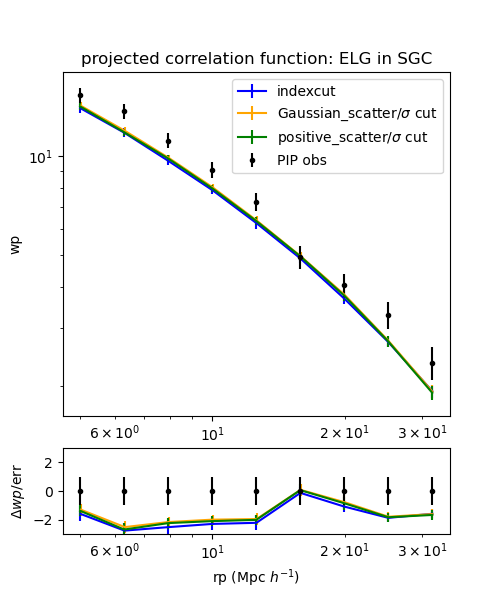 projected correlation function: ELG in SGC
indexcut
Gaussian_scatter/σ cut
positive_scatter/σ cut
PIP obs
10¹
wp
6 × 10⁰
10¹
2 × 10¹
3 × 10¹
2
0
−2
Δwp/err
6 × 10⁰
10¹
2 × 10¹
3 × 10¹
rp (Mpc h⁻¹)